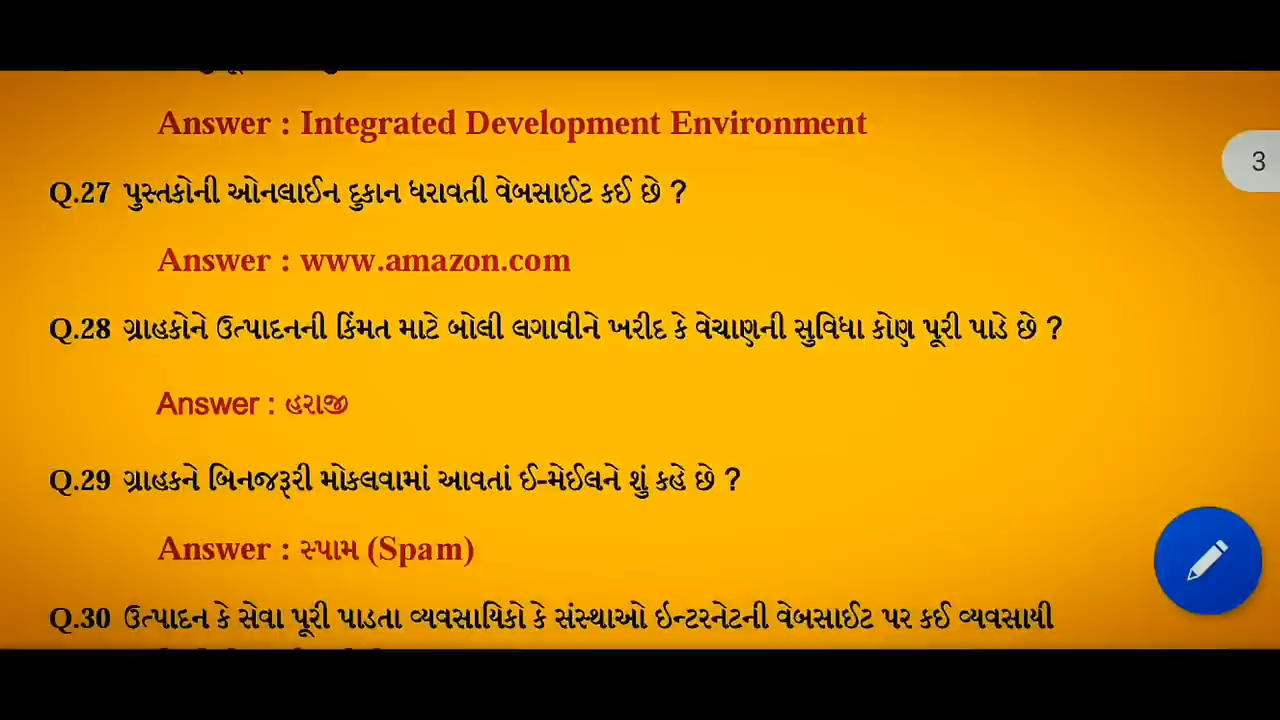 Answer : Integrated Development Environment
3
Q.27 પુસ્તકોની ઓનલાઈન દુકાન ધરાવતી વેબસાઈટ કઈ છે ?
Answer : www.amazon.com
Q.28 ગ્રાહકોને ઉત્પાદનની કિંમત માટે બોલી લગાવીને ખરીદ કે વેચાણની સુવિધા કોણ પૂરી પાડે છે ?
Answer : હરાજી
Q.29 ગ્રાહકને બિનજરૂરી મોકલવામાં આવતાં ઈ-મેઈલને શું કહે છે ?
Answer : સ્પામ (Spam)
Q.30 ઉત્પાદન કે સેવા પૂરી પાડતા વ્યવસાયિકો કે સંસ્થાઓ ઇન્ટરનેટની વેબસાઈટ પર કઈ વ્યવસાયી